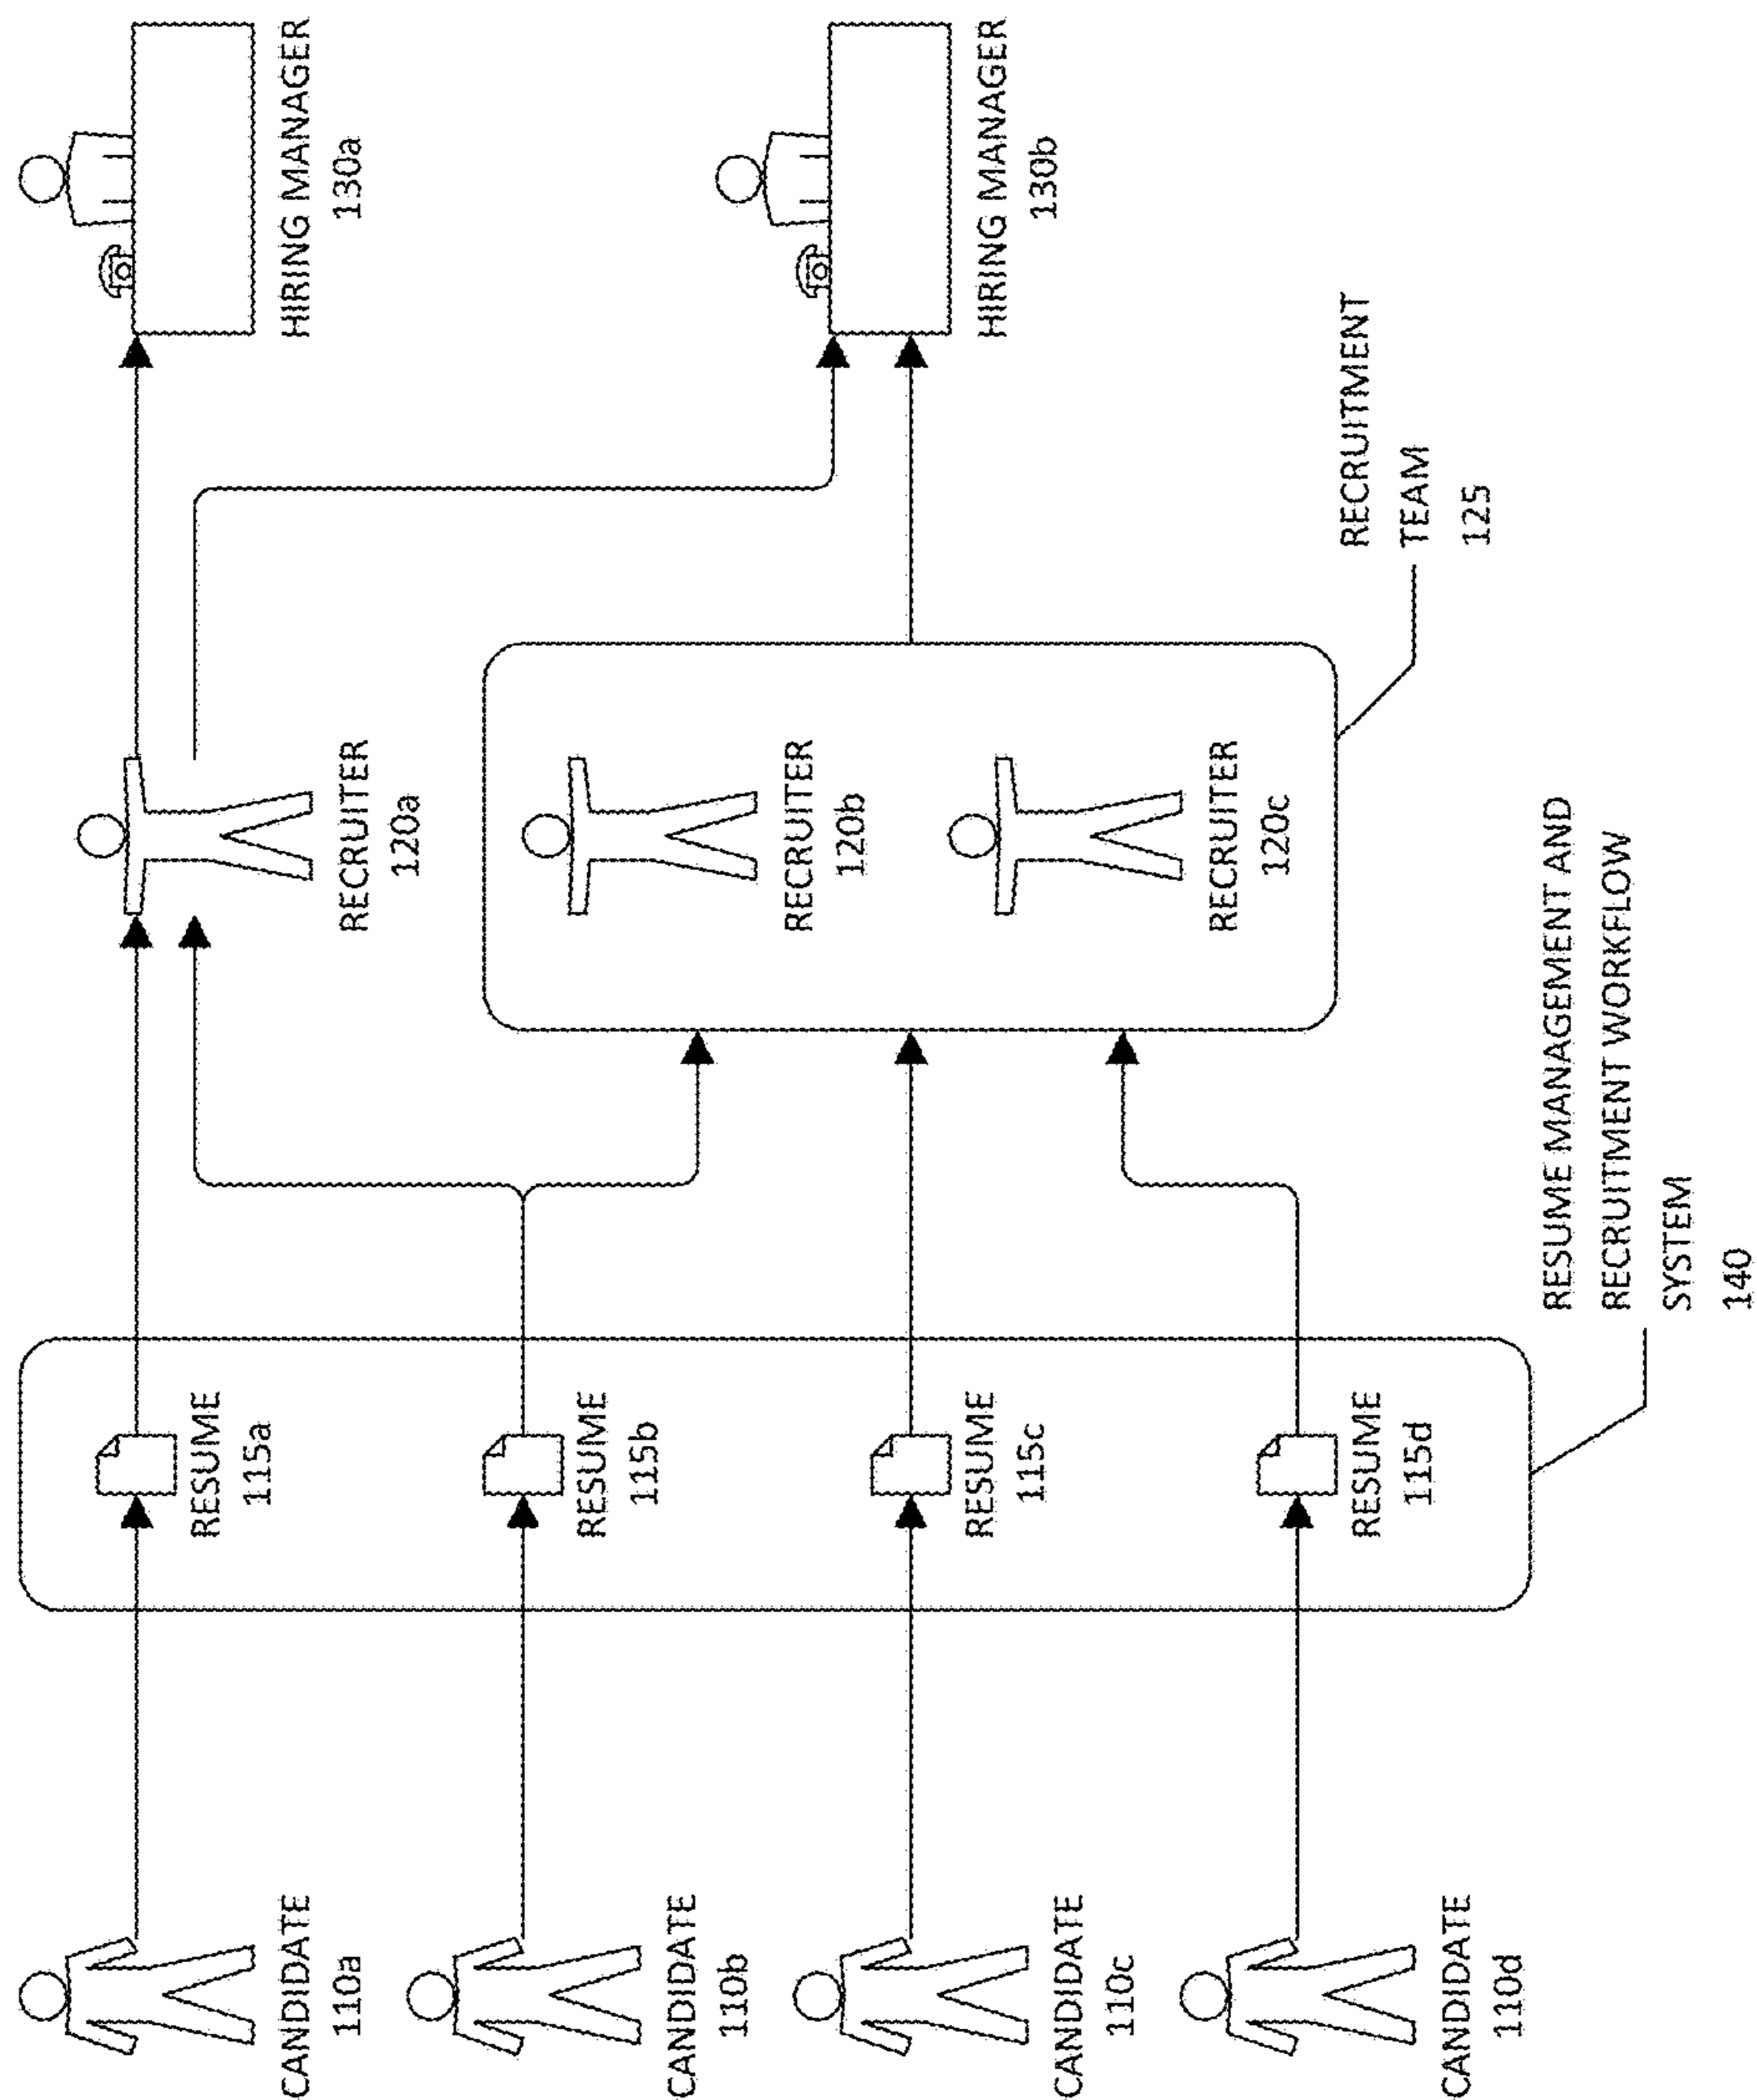 CANDIDATE
110a
CANDIDATE
110b
CANDIDATE
110c
CANDIDATE
110d
RESUME
115a
RESUME
115b
RESUME
115c
RESUME
115d
RESUME MANAGEMENT AND
RECRUITMENT WORKFLOW
SYSTEM
140
RECRUITER
120a
RECRUITER
120b
RECRUITER
120c
RECRUITMENT
TEAM
125
HIRING MANAGER
130a
HIRING MANAGER
130b